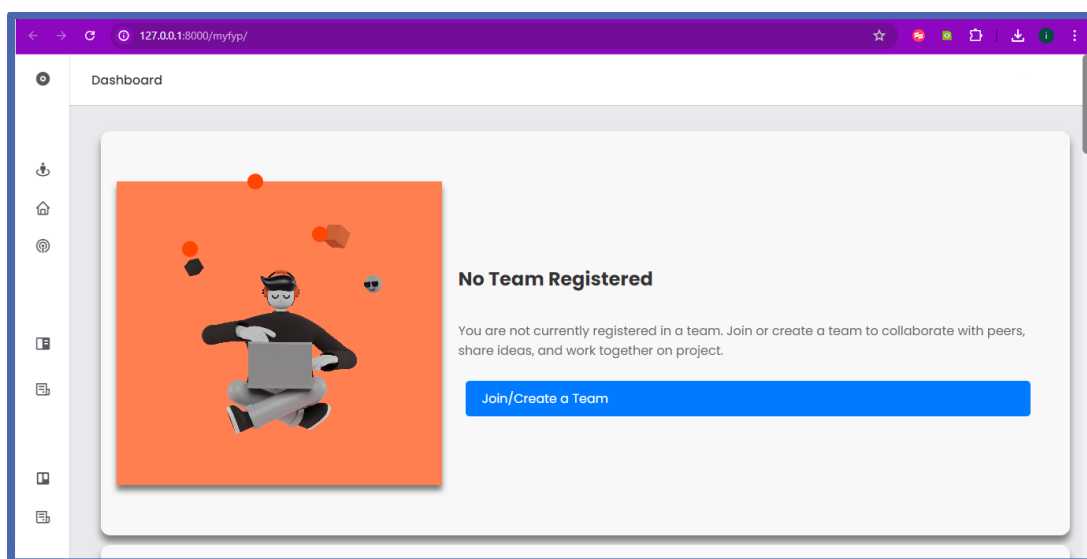 127.0.0.1:8000/myfyp/
Dashboard
No Team Registered
You are not currently registered in a team. Join or create a team to collaborate with peers,
share ideas, and work together on project.
Join/Create a Team